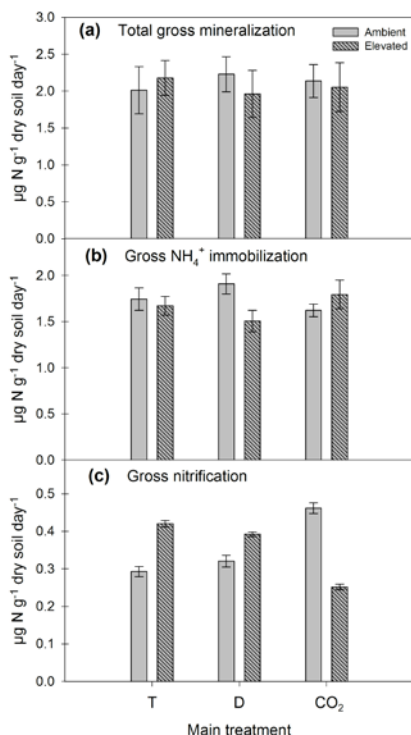 (a) Total gross mineralization
Ambient
Elevated
µg N g⁻¹ dry soil day⁻¹
3.0
2.5
2.0
1.5
1.0
0.5
0.0
(b) Gross NH₄⁺ immobilization
µg N g⁻¹ dry soil day⁻¹
2.0
1.5
1.0
0.5
0.0
(c) Gross nitrification
µg N g⁻¹ dry soil day⁻¹
0.5
0.4
0.3
0.2
0.1
0.0
T D CO₂
Main treatment